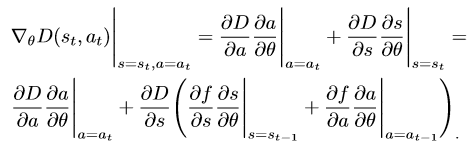 ∇_θ D(s_t, a_t)|_{s=s_t, a=a_t} = ∂D/∂a ∂a/∂θ|_{a=a_t} + ∂D/∂s ∂s/∂θ|_{s=s_t} =
∂D/∂a ∂a/∂θ|_{a=a_t} + ∂D/∂s (∂f/∂s ∂s/∂θ|_{s=s_{t−1}} + ∂f/∂a ∂a/∂θ|_{a=a_{t−1}}).